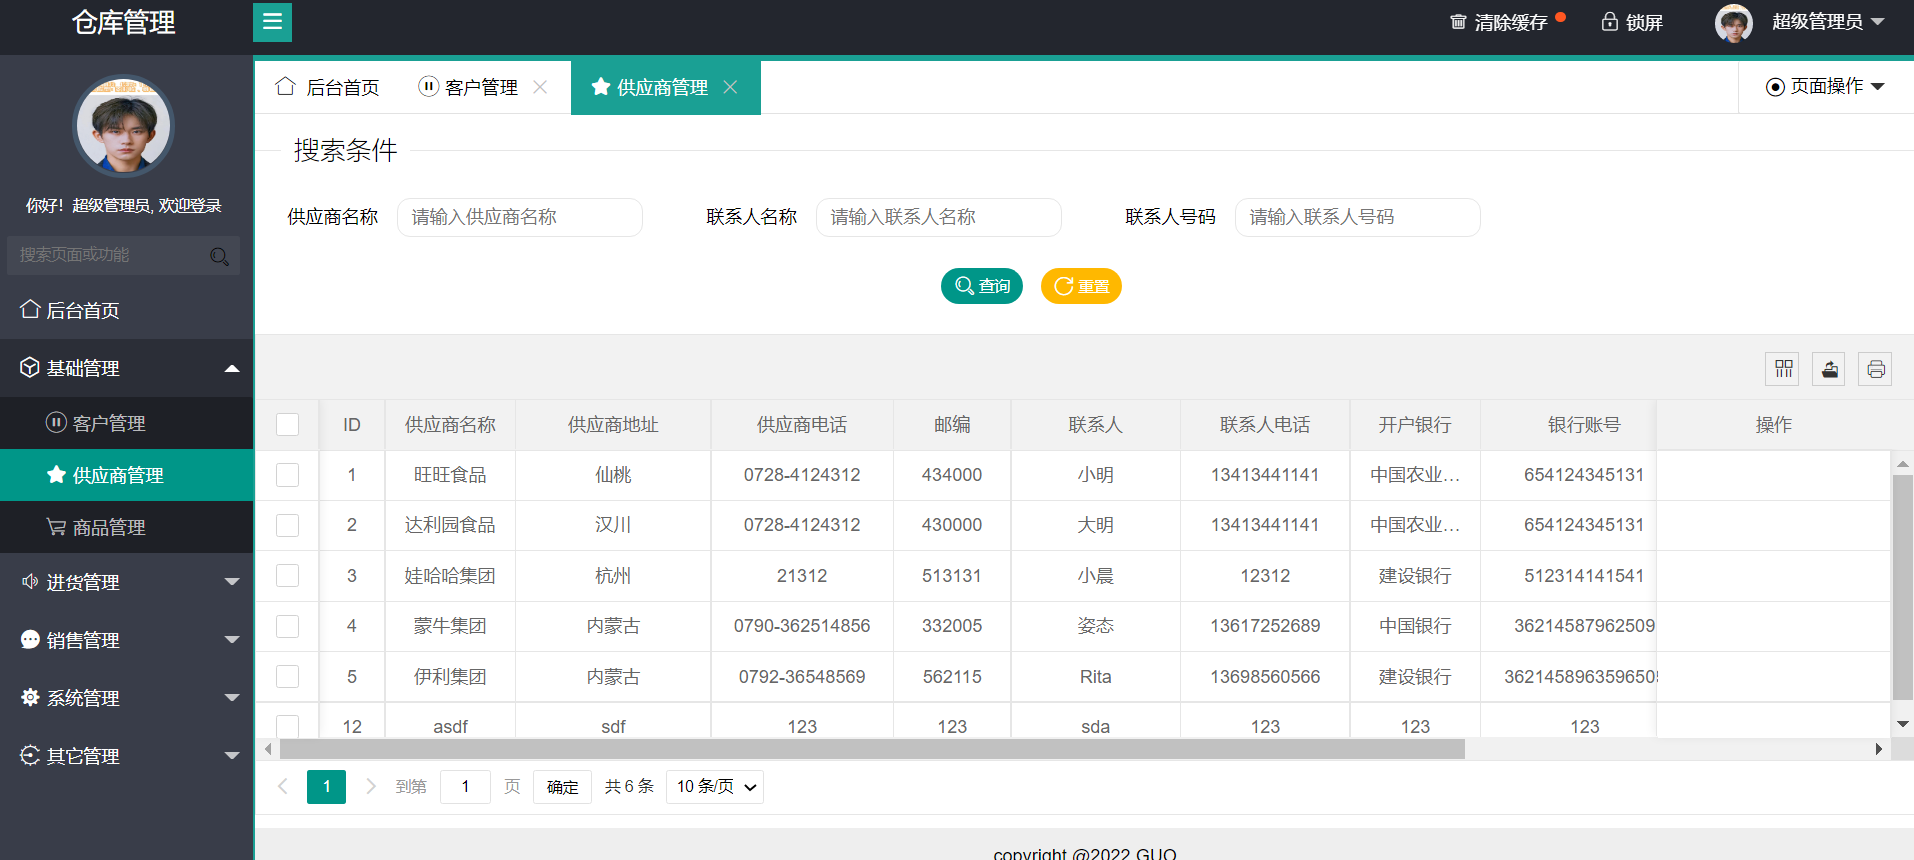 仓库管理
清除缓存
锁屏
超级管理员
你好！超级管理员, 欢迎登录
搜索页面或功能
后台首页
基础管理
客户管理
供应商管理
商品管理
进货管理
销售管理
系统管理
其它管理
后台首页 客户管理 供应商管理 页面操作
搜索条件
供应商名称 请输入供应商名称 联系人名称 请输入联系人名称 联系人号码 请输入联系人号码
查询 重置
ID 供应商名称 供应商地址 供应商电话 邮编 联系人 联系人电话 开户银行 银行账号 操作
1 旺旺食品 仙桃 0728-4124312 434000 小明 13413441141 中国农业... 654124345131
2 达利园食品 汉川 0728-4124312 430000 大明 13413441141 中国农业... 654124345131
3 娃哈哈集团 杭州 21312 513131 小晨 12312 建设银行 512314141541
4 蒙牛集团 内蒙古 0790-362514856 332005 姿态 13617252689 中国银行 36214587962509
5 伊利集团 内蒙古 0792-36548569 562115 Rita 13698560566 建设银行 362145896359650
12 asdf sdf 123 123 sda 123 123 123
1 到第 1 页 确定 共 6 条 10 条/页
copyright @2022 GUO